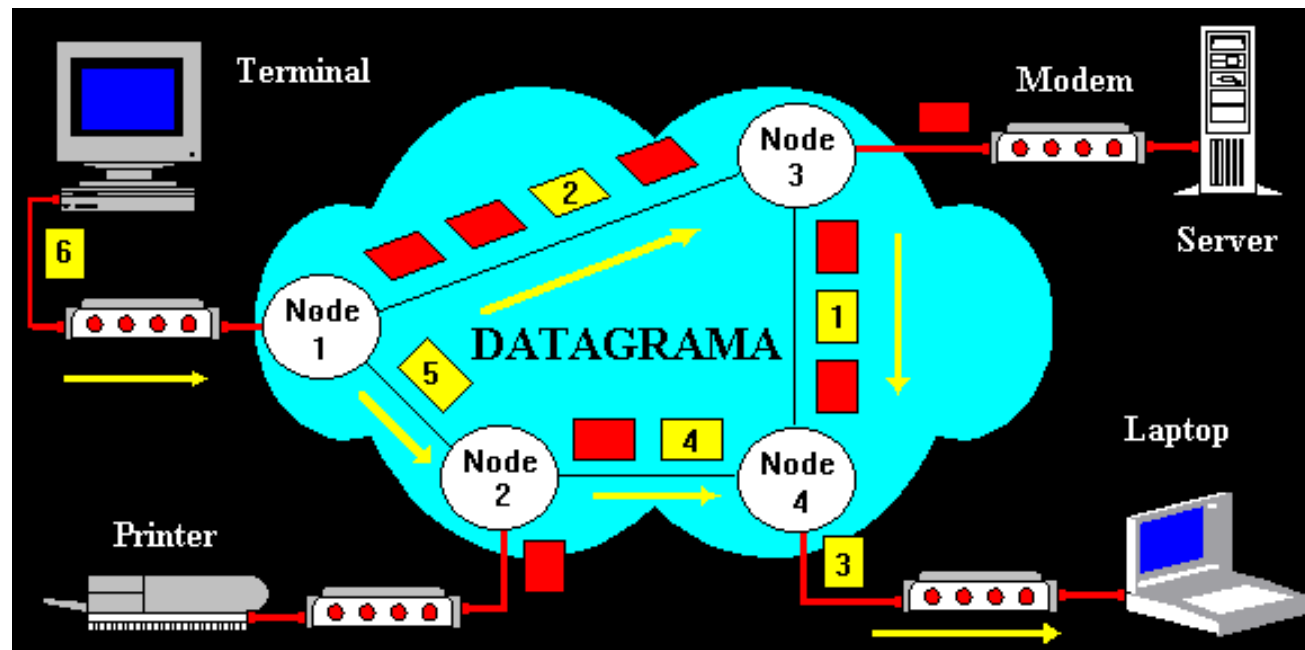 Terminal
Modem
Node
3
2
6
Server
Node
1
DATAGRAMA
1
5
Laptop
4
Node
2
Node
4
Printer
3